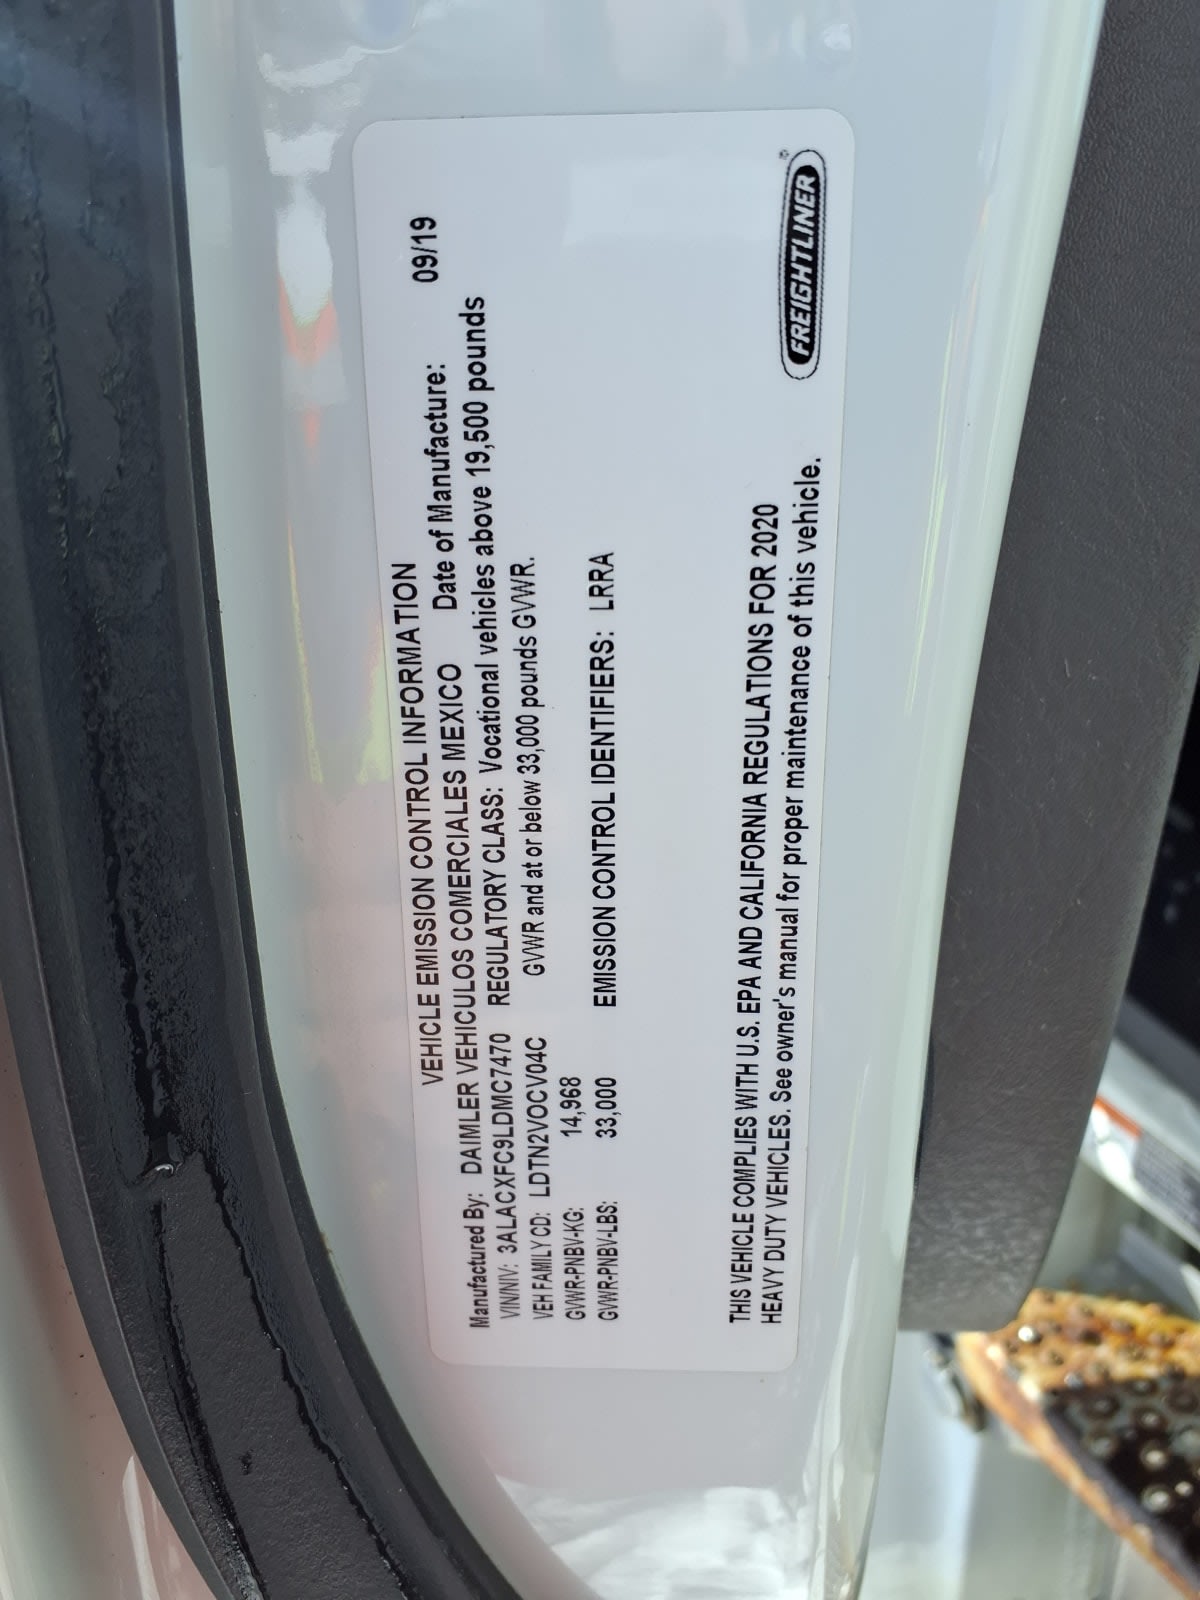 VEHICLE EMISSION CONTROL INFORMATION
Manufactured By: DAIMLER VEHICULOS COMERCIALES MEXICO Date of Manufacture: 09/19
VIN/NIV: 3ALACXFC9LDMC7470 REGULATORY CLASS: Vocational vehicles above 19,500 pounds
VEH FAMILY CD: LDTN2VOCV04C GVWR and at or below 33,000 pounds GVWR.
GVWR-PNBV-KG: 14,968
GVWR-PNBV-LBS: 33,000 EMISSION CONTROL IDENTIFIERS: LRRA
THIS VEHICLE COMPLIES WITH U.S. EPA AND CALIFORNIA REGULATIONS FOR 2020
HEAVY DUTY VEHICLES. See owner's manual for proper maintenance of this vehicle.
FREIGHTLINER®